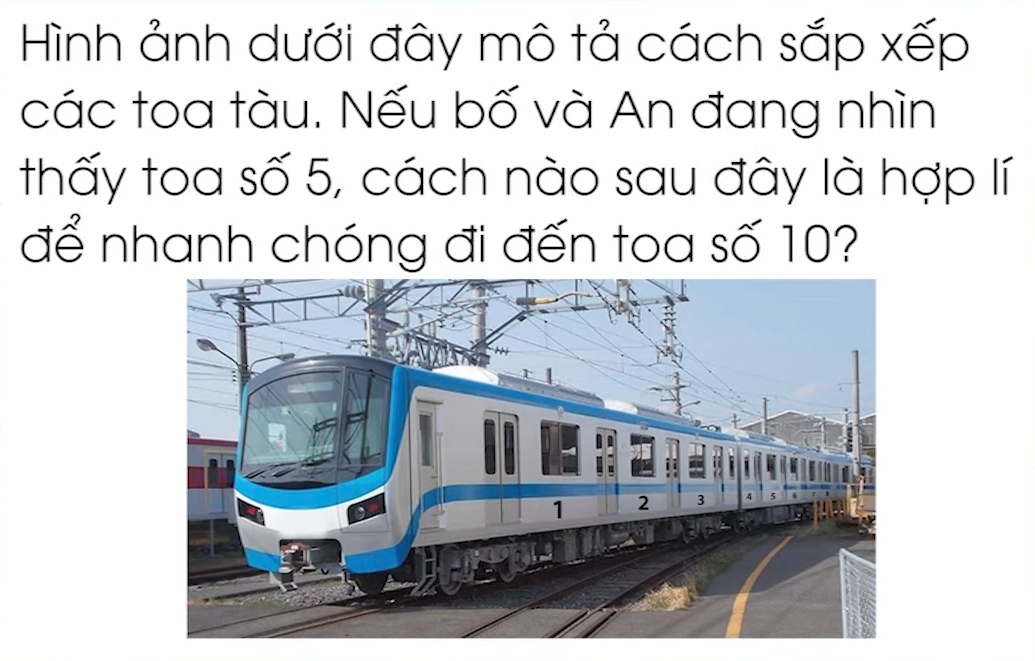 Hình ảnh dưới đây mô tả cách sắp xếp
các toa tàu. Nếu bố và An đang nhìn
thấy toa số 5, cách nào sau đây là hợp lí
để nhanh chóng đi đến toa số 10?
1 2 3 4 5 6 7